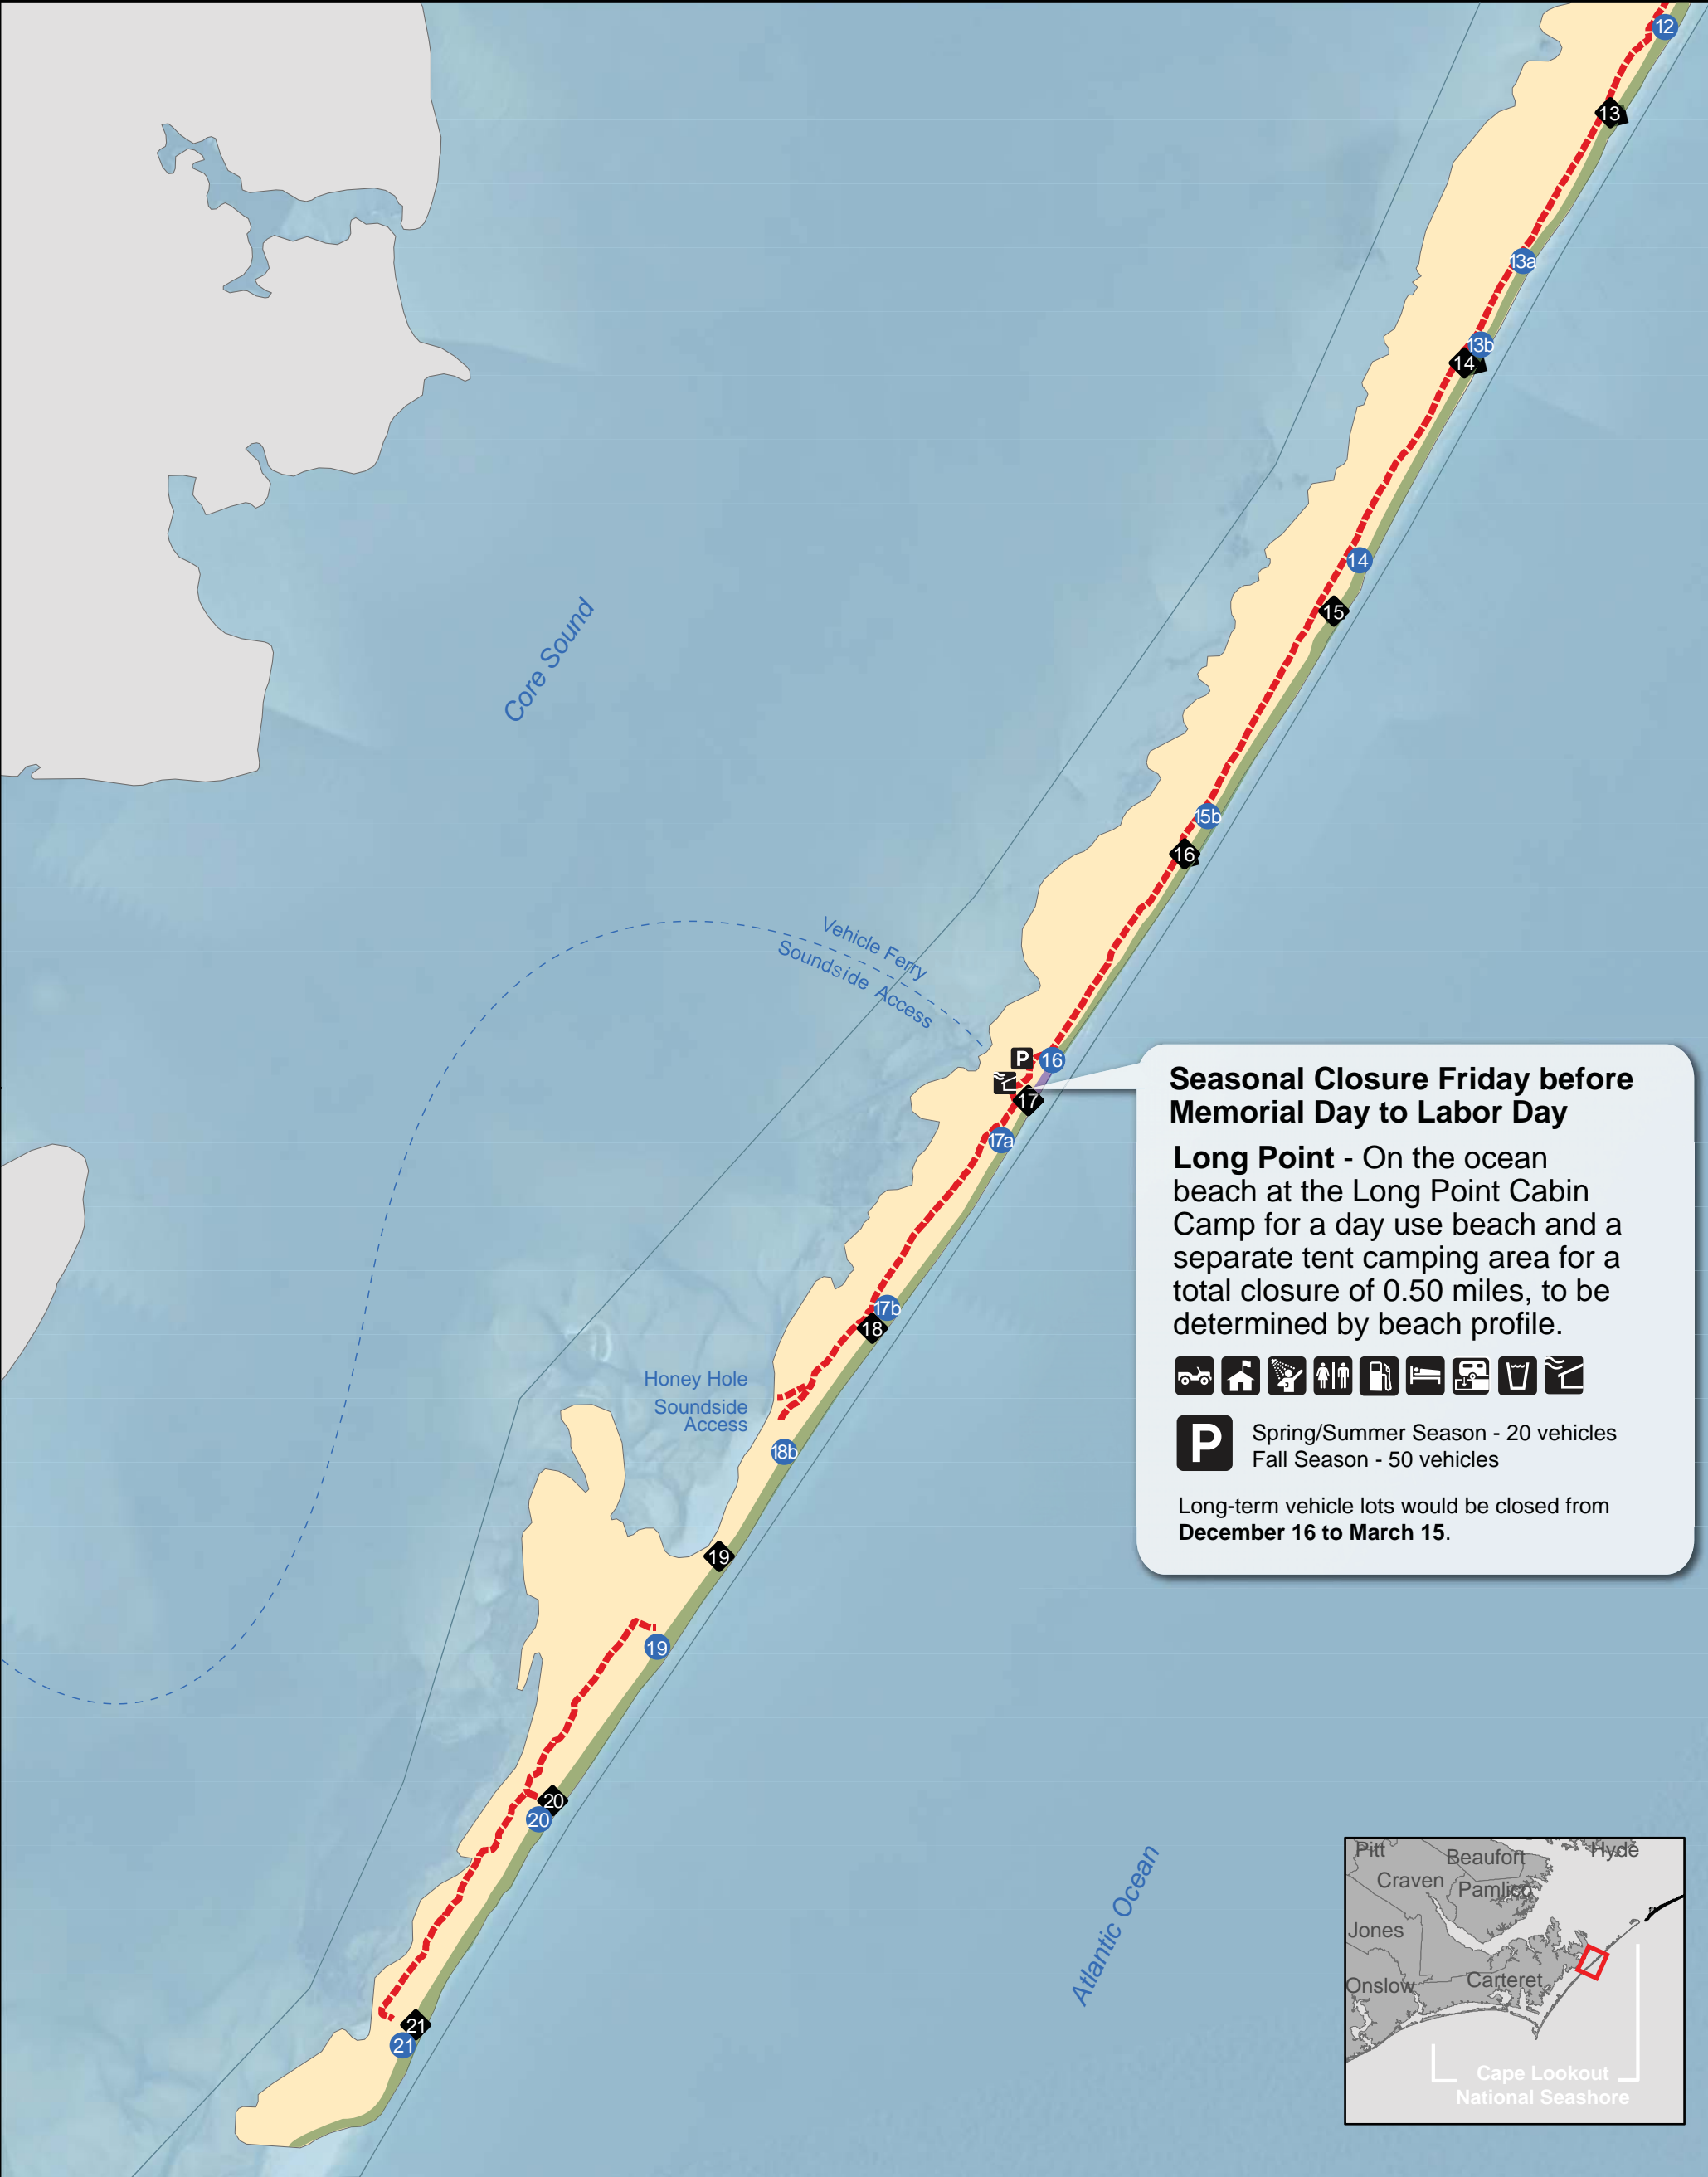 12
13
13a
13b
14
14
15
Core Sound
15b
16
Vehicle Ferry
Soundside Access
P
16
17
17a
Seasonal Closure Friday before
Memorial Day to Labor Day
Long Point - On the ocean
beach at the Long Point Cabin
Camp for a day use beach and a
separate tent camping area for a
total closure of 0.50 miles, to be
determined by beach profile.
P
Spring/Summer Season - 20 vehicles
Fall Season - 50 vehicles
Long-term vehicle lots would be closed from
December 16 to March 15.
17b
18
Honey Hole
Soundside
Access
18b
19
19
20
20
Atlantic Ocean
21
21
Pitt
Beaufort
Hyde
Craven
Pamlico
Jones
Onslow
Carteret
Cape Lookout
National Seashore